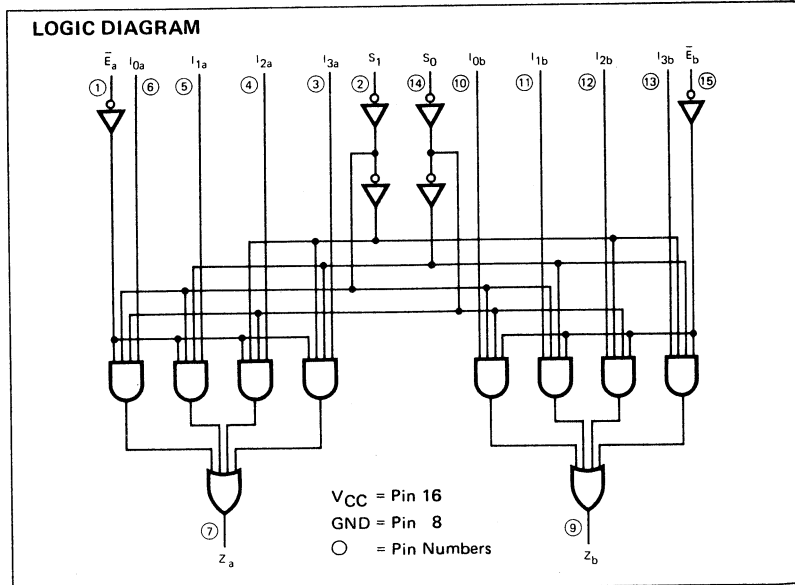 LOGIC DIAGRAM
Ēa I0a I1a I2a I3a S1 S0 I0b I1b I2b I3b Ēb
1 6 5 4 3 2 14 10 11 12 13 15
7 9
Za Zb
VCC = Pin 16
GND = Pin 8
○ = Pin Numbers